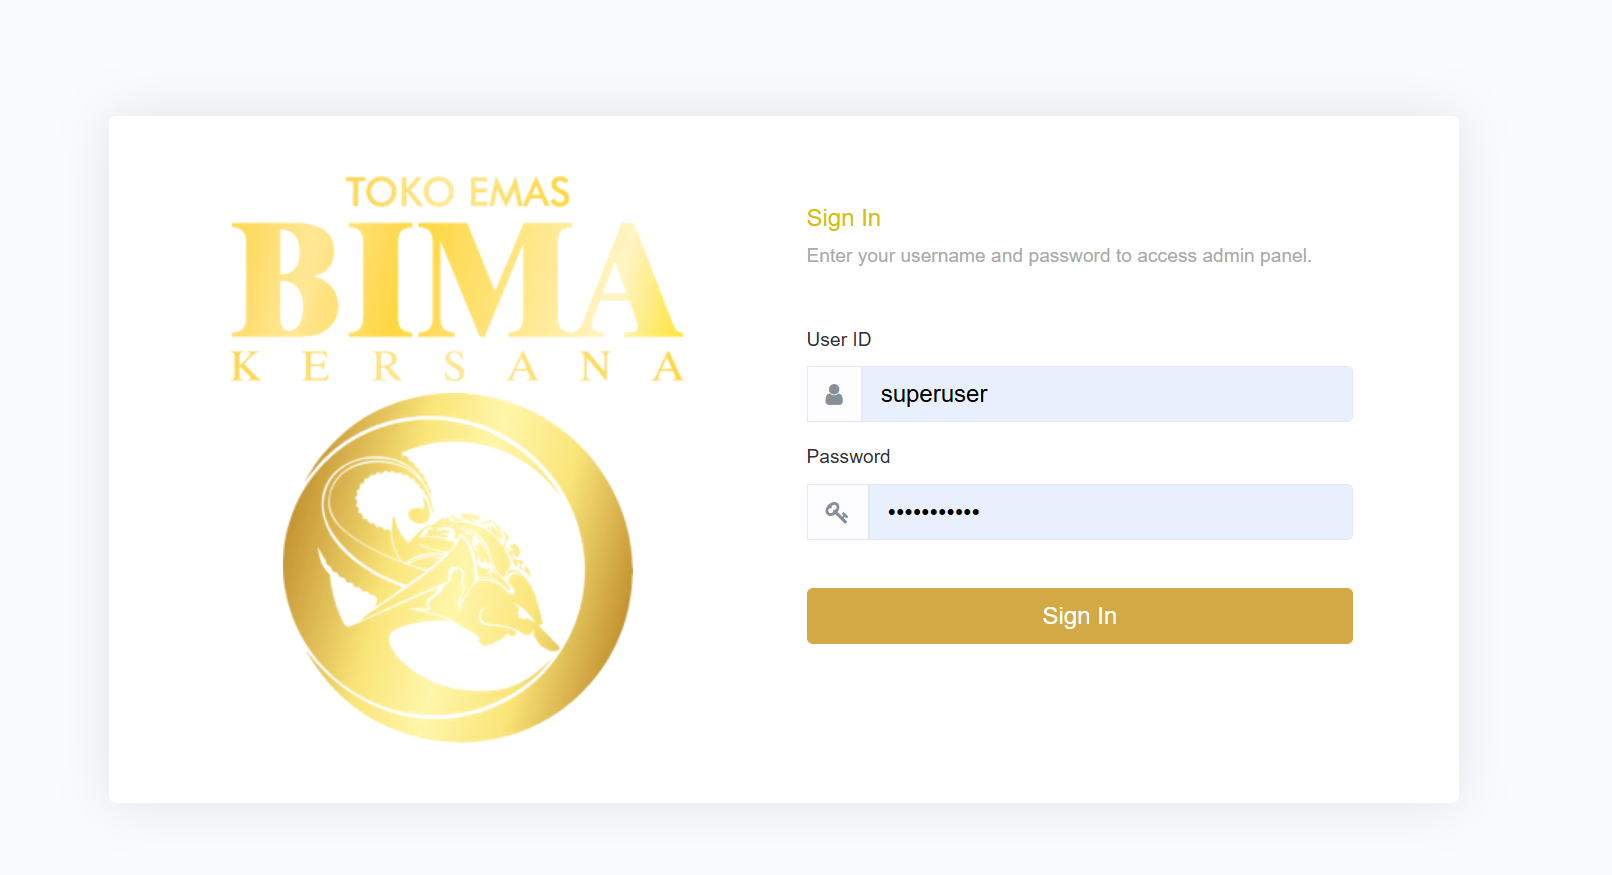 TOKO EMAS
BIMA
KERSANA
Sign In
Enter your username and password to access admin panel.
User ID
superuser
Password
•••••••••••
Sign In